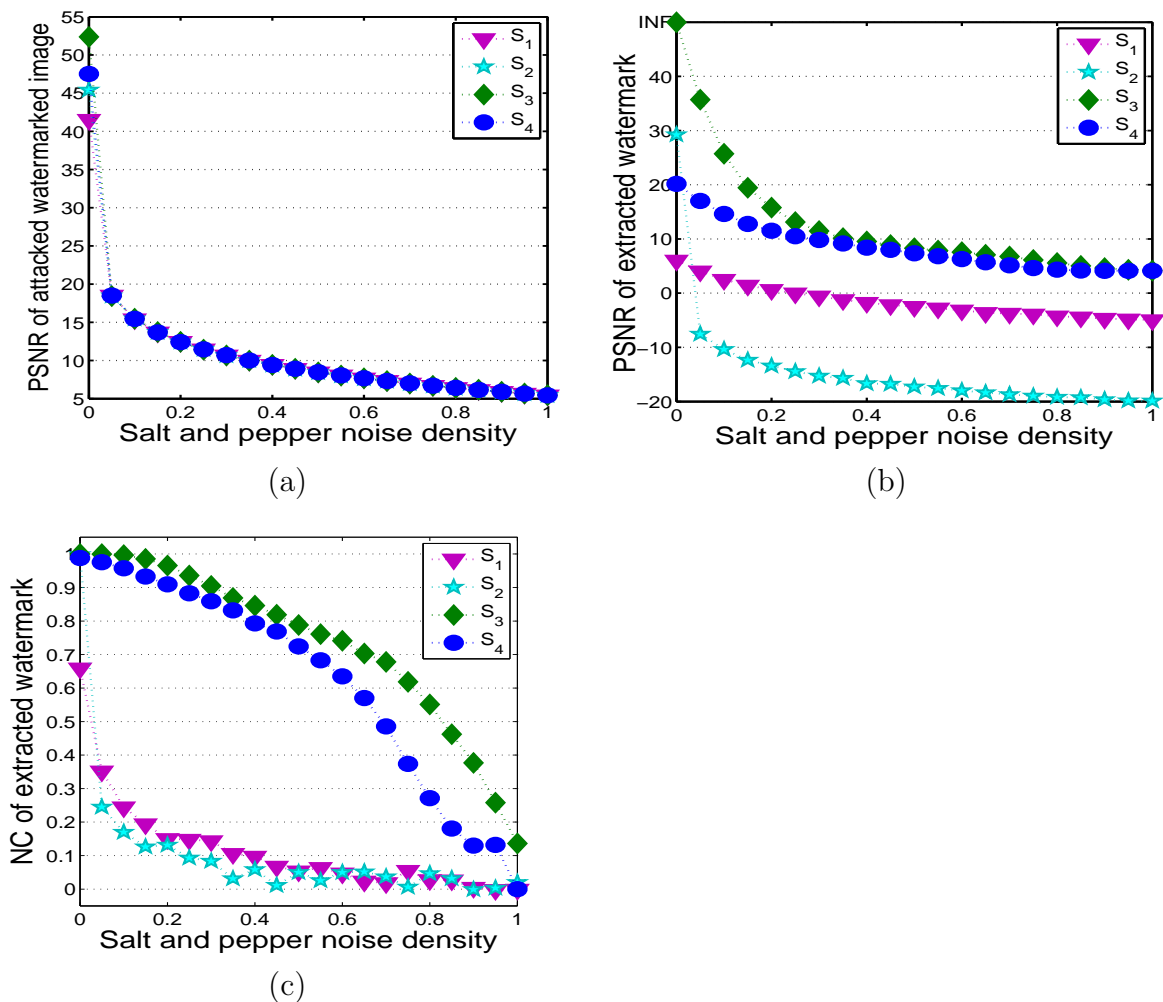 55
50
45
40
35
30
25
20
15
10
5
0
0.2
0.4
0.6
0.8
1
PSNR of attacked watermarked image
Salt and pepper noise density
S1
S2
S3
S4
(a)
INF
40
30
20
10
0
−10
−20
0
0.2
0.4
0.6
0.8
1
PSNR of extracted watermark
Salt and pepper noise density
S1
S2
S3
S4
(b)
1
0.9
0.8
0.7
0.6
0.5
0.4
0.3
0.2
0.1
0
0
0.2
0.4
0.6
0.8
1
NC of extracted watermark
Salt and pepper noise density
S1
S2
S3
S4
(c)